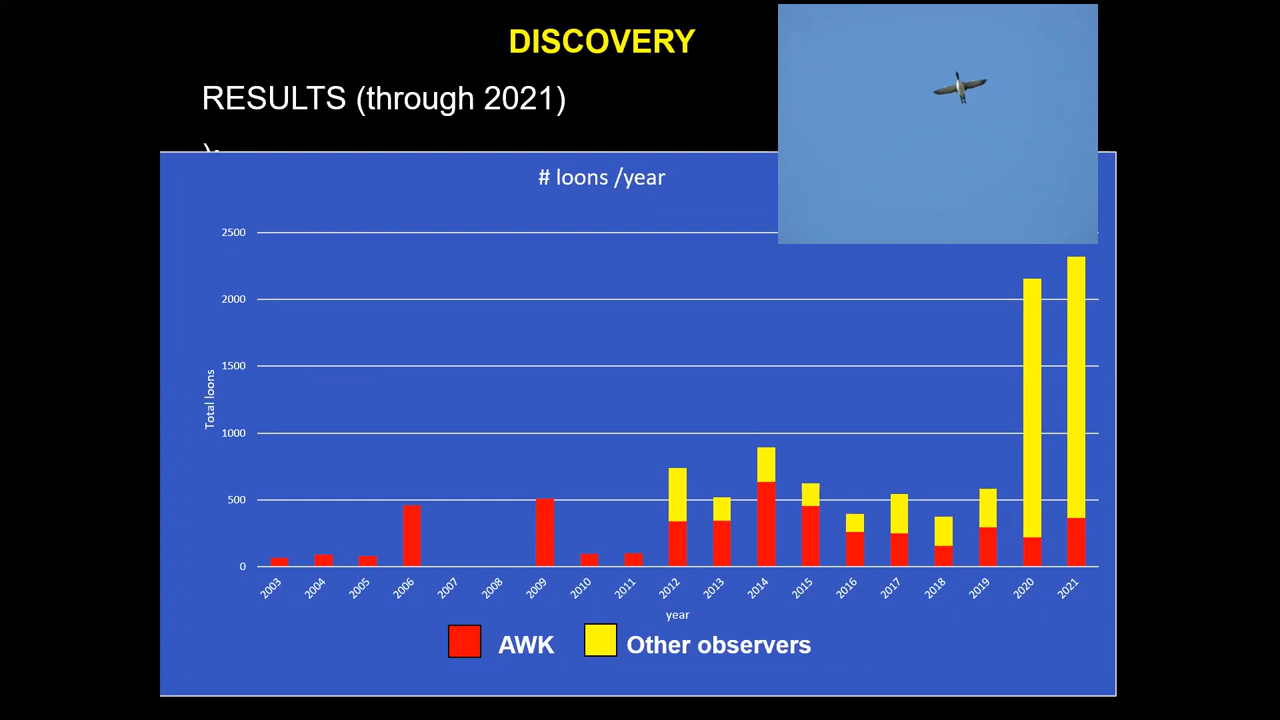 DISCOVERY
RESULTS (through 2021)
):
# loons /year
2500
2000
1500
1000
500
0
Total loons
2003 2004 2005 2006 2007 2008 2009 2010 2011 2012 2013 2014 2015 2016 2017 2018 2019 2020 2021
year
AWK Other observers